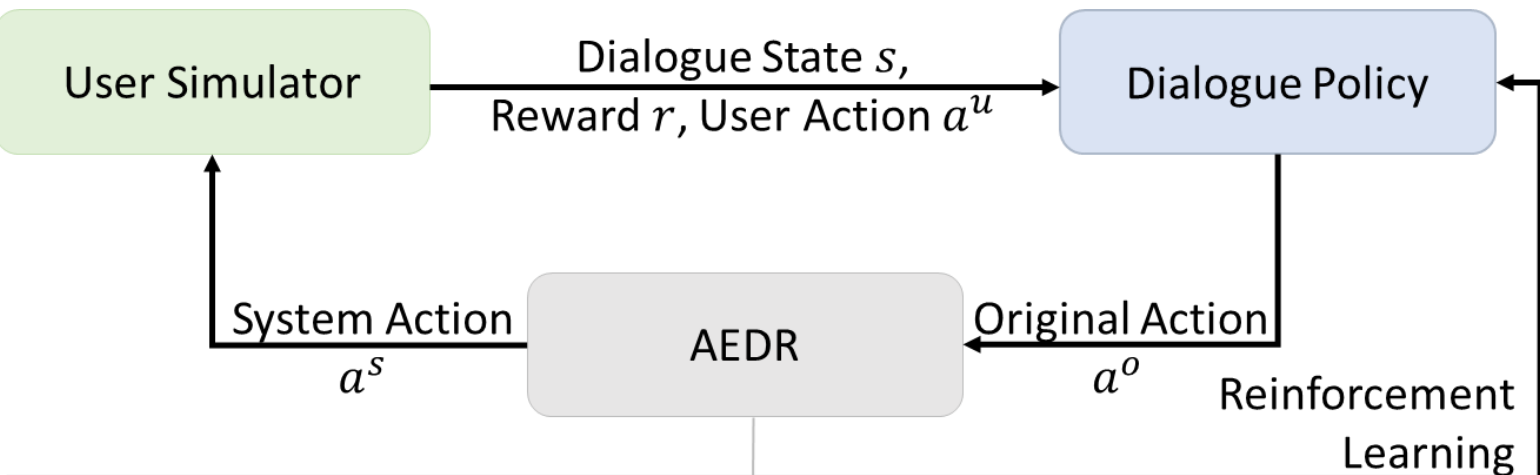 User Simulator
Dialogue State s,
Reward r, User Action a^u
Dialogue Policy
System Action
a^s
AEDR
Original Action
a^o
Reinforcement
Learning